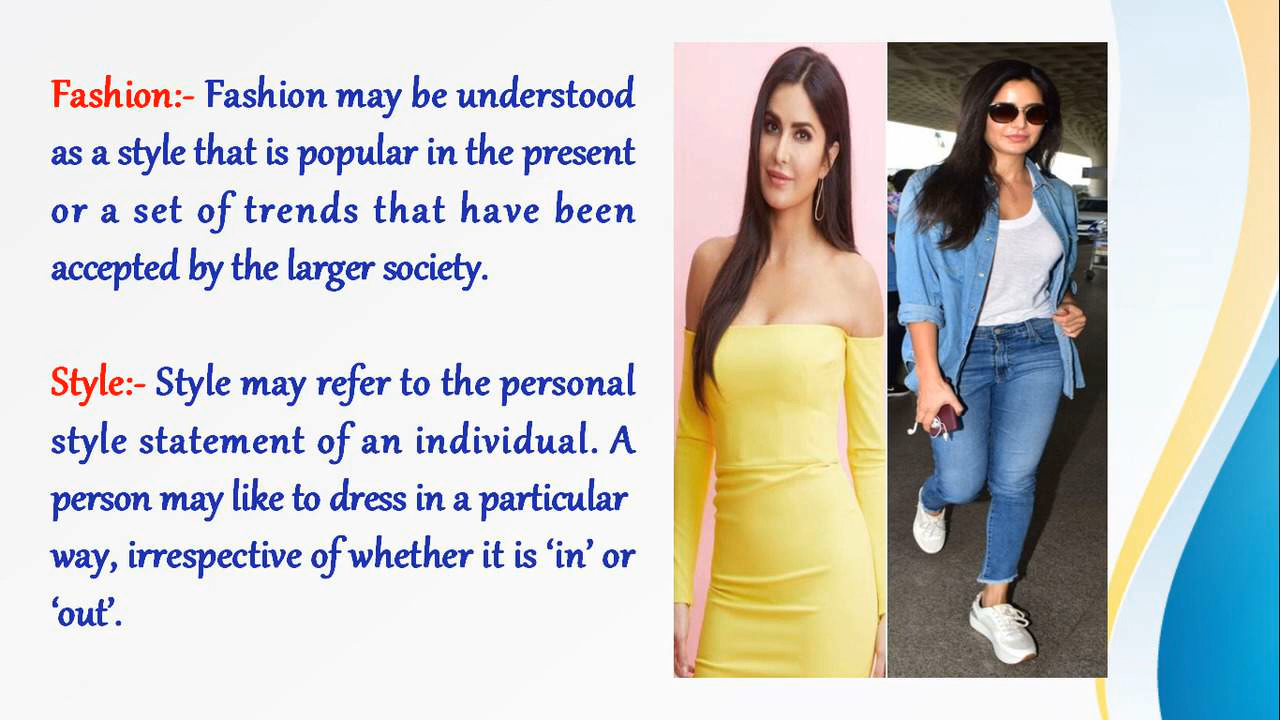 Fashion:- Fashion may be understood
as a style that is popular in the present
or a set of trends that have been
accepted by the larger society.
Style:- Style may refer to the personal
style statement of an individual. A
person may like to dress in a particular
way, irrespective of whether it is ‘in’ or
‘out’.